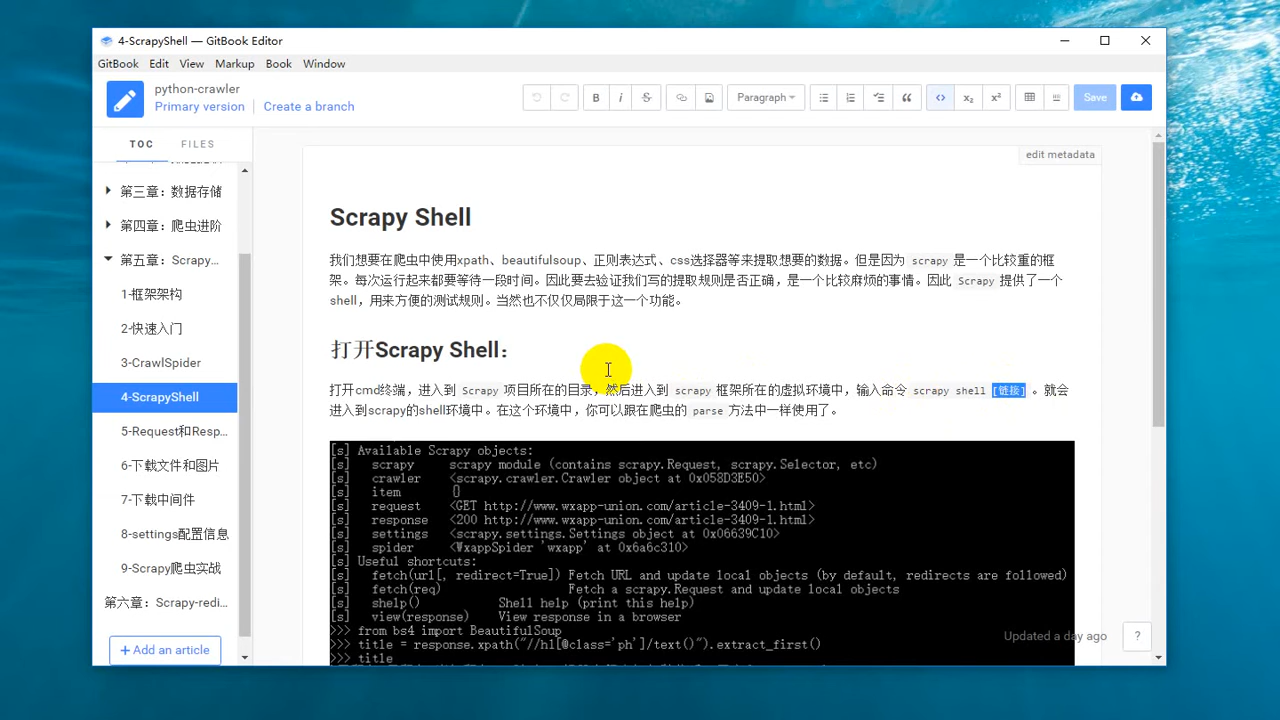 4-ScrapyShell — GitBook Editor
GitBook Edit View Markup Book Window
python-crawler
Primary version Create a branch
B i S Paragraph x₂ x² Save
TOC FILES
edit metadata
第三章：数据存储
第四章：爬虫进阶
第五章：Scrapy...
1-框架架构
2-快速入门
3-CrawlSpider
4-ScrapyShell
5-Request和Resp...
6-下载文件和图片
7-下载中间件
8-settings配置信息
9-Scrapy爬虫实战
第六章：Scrapy-redi...
+ Add an article
Scrapy Shell
我们想要在爬虫中使用xpath、beautifulsoup、正则表达式、css选择器等来提取想要的数据。但是因为 scrapy 是一个比较重的框
架。每次运行起来都要等待一段时间。因此要去验证我们写的提取规则是否正确，是一个比较麻烦的事情。因此 Scrapy 提供了一个
shell，用来方便的测试规则。当然也不仅仅局限于这一个功能。
打开Scrapy Shell：
打开cmd终端，进入到 Scrapy 项目所在的目录，然后进入到 scrapy 框架所在的虚拟环境中，输入命令 scrapy shell [链接] 。就会
进入到scrapy的shell环境中。在这个环境中，你可以跟在爬虫的 parse 方法中一样使用了。
[s] Available Scrapy objects:
[s] scrapy scrapy module (contains scrapy.Request, scrapy.Selector, etc)
[s] crawler <scrapy.crawler.Crawler object at 0x058D3E50>
[s] item {}
[s] request <GET http://www.wxapp-union.com/article-3409-1.html>
[s] response <200 http://www.wxapp-union.com/article-3409-1.html>
[s] settings <scrapy.settings.Settings object at 0x06639C10>
[s] spider <WxappSpider 'wxapp' at 0x6a6c310>
[s] Useful shortcuts:
[s] fetch(url[, redirect=True]) Fetch URL and update local objects (by default, redirects are followed)
[s] fetch(req) Fetch a scrapy.Request and update local objects
[s] shelp() Shell help (print this help)
[s] view(response) View response in a browser
>>> from bs4 import BeautifulSoup
>>> title = response.xpath("//h1[@class='ph']/text()").extract_first()
>>> title
Updated a day ago
?